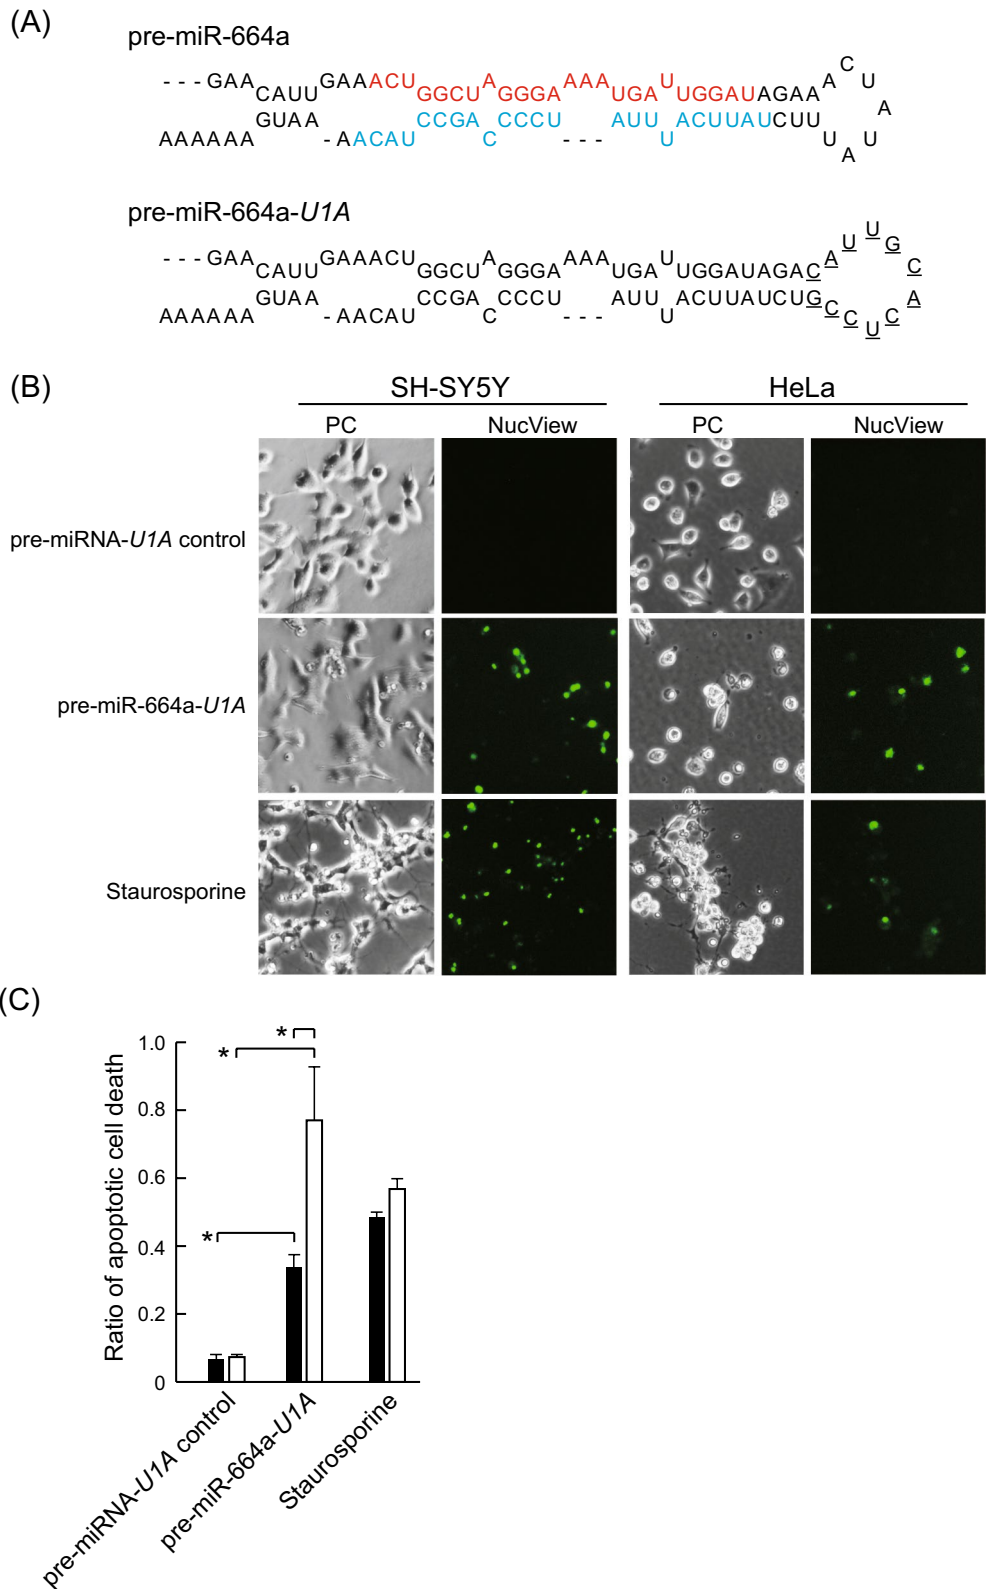 (A)
pre-miR-664a
- - - GAA CAUU GAAACU GGCU A GGGA AAA UGA U UGGAU AGAA A C U A U A U
AAAAAA GUAA - AACAU CCGA C CCCU - - - AUU U ACUUAU CUU
pre-miR-664a-U1A
- - - GAA CAUU GAAACU GGCU A GGGA AAA UGA U UGGAUAGAC A U U G C A C U C C G
AAAAAA GUAA - AACAU CCGA C CCCU - - - AUU U ACUUAUCU
(B)
SH-SY5Y HeLa
PC NucView PC NucView
pre-miRNA-U1A control
pre-miR-664a-U1A
Staurosporine
(C)
Ratio of apoptotic cell death
1.0
0.8
0.6
0.4
0.2
0
* * *
pre-miRNA-U1A control
pre-miR-664a-U1A
Staurosporine